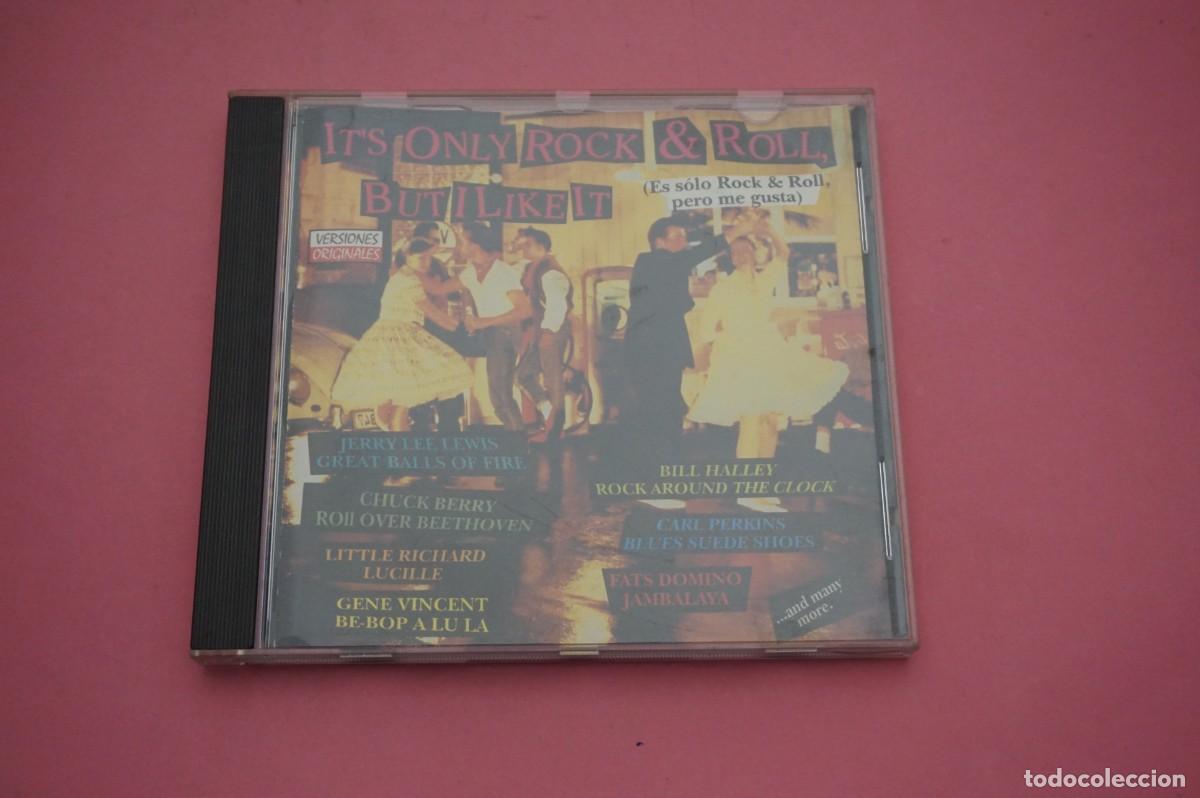 IT'S ONLY ROCK & ROLL,
BUT I LIKE IT
(Es sólo Rock & Roll,
pero me gusta)
VERSIONES
ORIGINALES
V
JERRY LEE LEWIS
GREAT BALLS OF FIRE
CHUCK BERRY
ROll OVER BEETHOVEN
LITTLE RICHARD
LUCILLE
GENE VINCENT
BE-BOP A LU LA
BILL HALLEY
ROCK AROUND THE CLOCK
CARL PERKINS
BLUES SUEDE SHOES
FATS DOMINO
JAMBALAYA
...and many
more.
todocoleccion